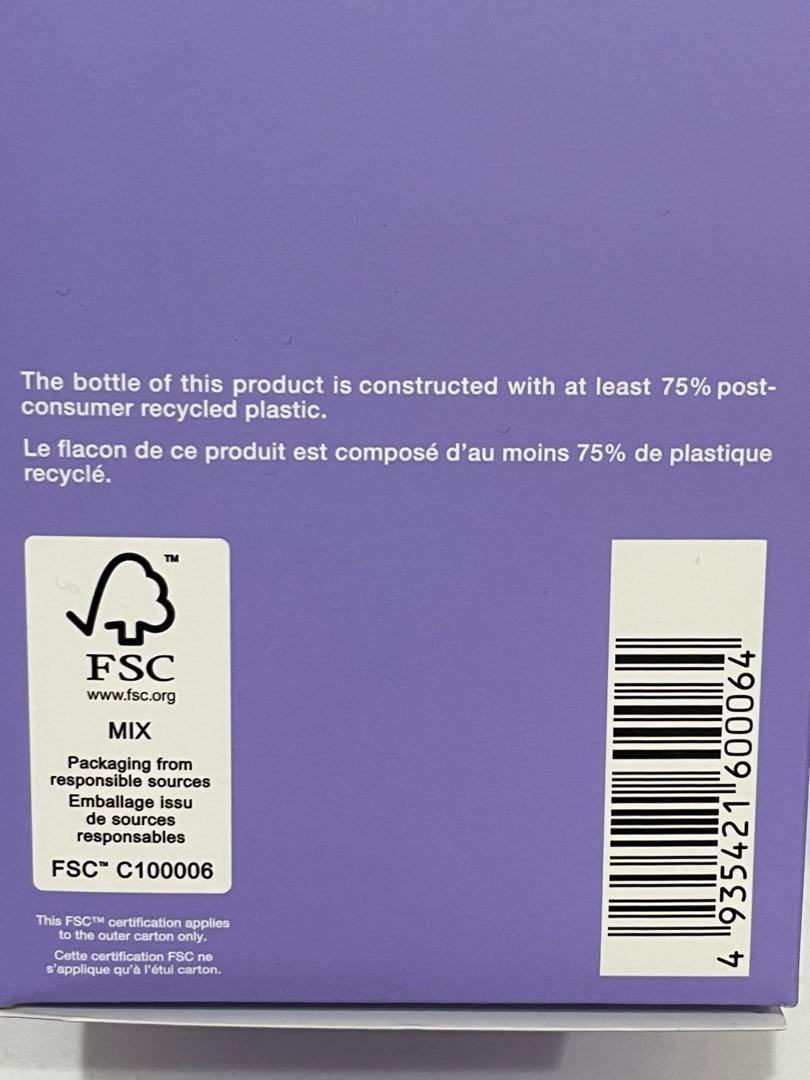 The bottle of this product is constructed with at least 75% post-
consumer recycled plastic.
Le flacon de ce produit est composé d'au moins 75% de plastique
recyclé.
TM
FSC
www.fsc.org
MIX
Packaging from
responsible sources
Emballage issu
de sources
responsables
FSC™ C100006
This FSC™ certification applies
to the outer carton only.
Cette certification FSC ne
s'applique qu'à l'étui carton.
4 935421 600064